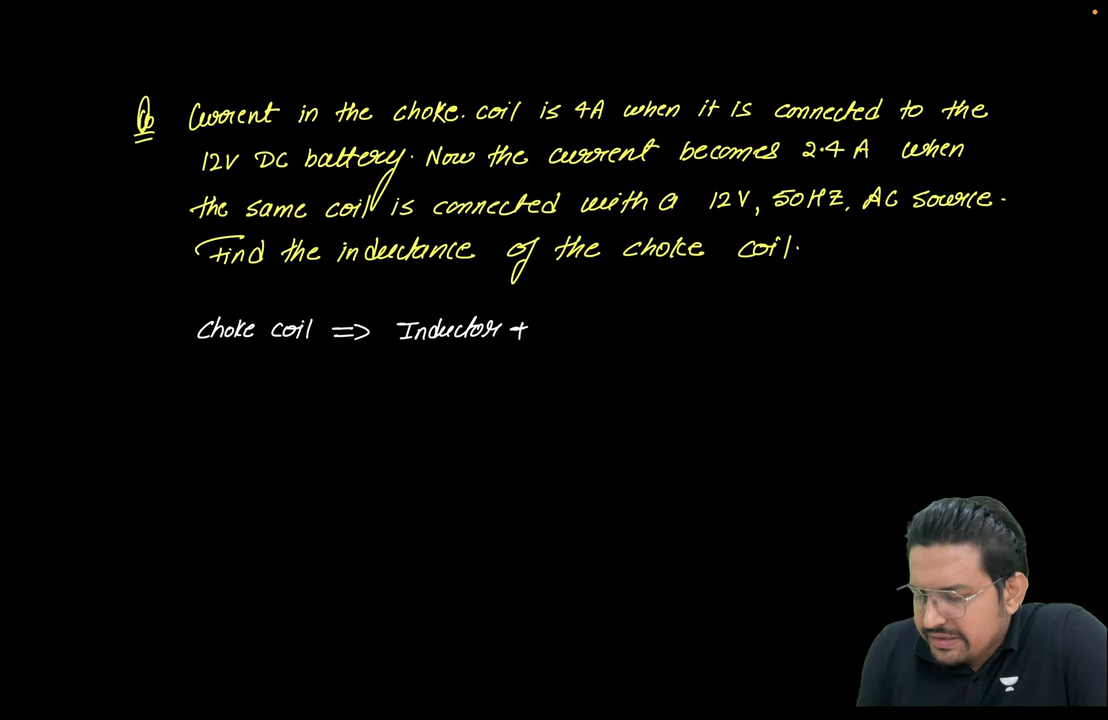 Q Current in the choke. coil is 4A when it is connected to the
12V DC battery. Now the current becomes 2.4 A when
the same coil is connected with a 12V, 50HZ, AC source.
Find the inductance of the choke coil.
Choke coil => Inductor +